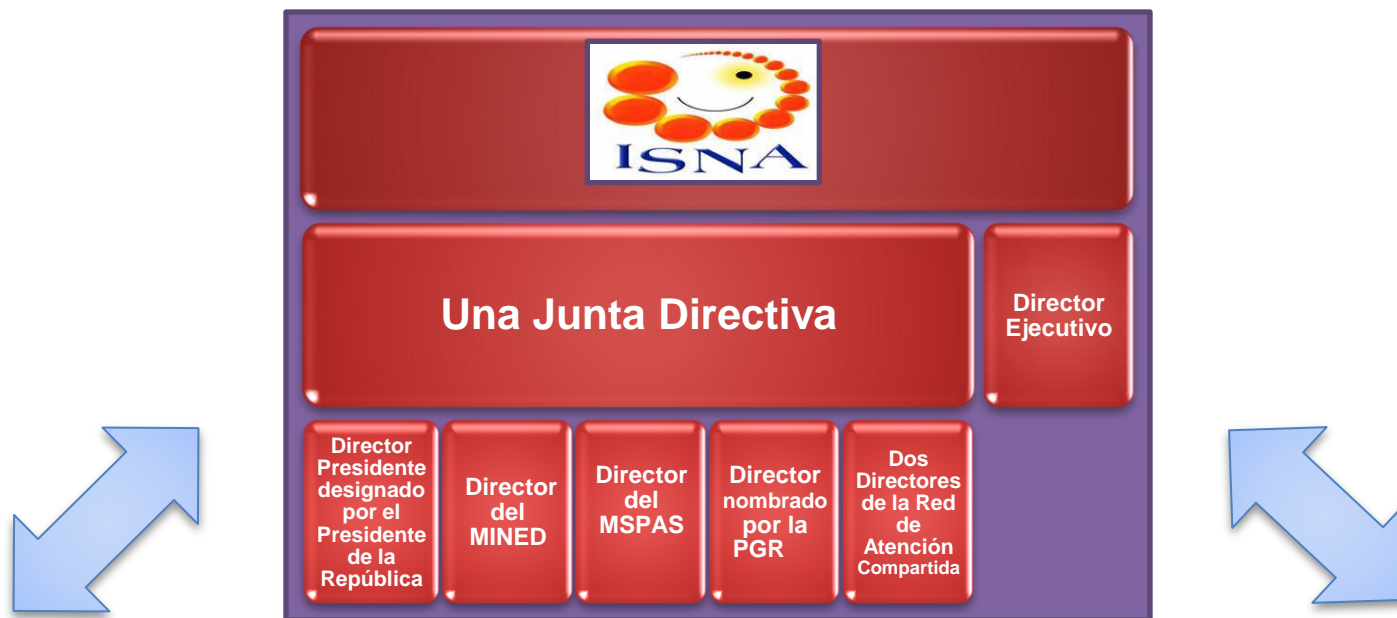 ISNA
Una Junta Directiva
Director
Ejecutivo
Director
Presidente
designado
por el
Presidente
de la
República
Director
del
MINED
Director
del
MSPAS
Director
nombrado
por la
PGR
Dos
Directores
de la Red
de
Atención
Compartida